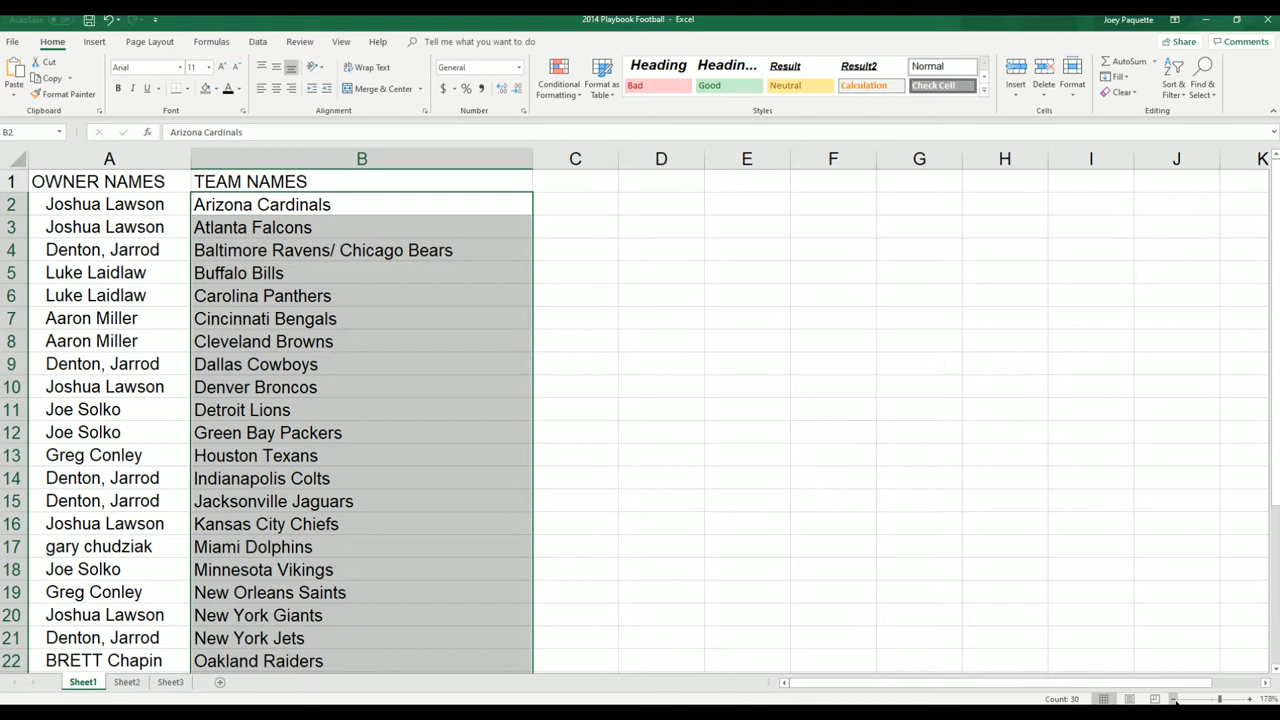 AutoSave Off
2014 Playbook Football - Excel
Joey Paquette
File Home Insert Page Layout Formulas Data Review View Help Tell me what you want to do
Share Comments
Paste
Cut
Copy
Format Painter
Clipboard
Arial 11
B I U
Font
Wrap Text
Merge & Center
Alignment
General
$ % ,
Number
Conditional Formatting
Format as Table
Heading Headin... Result Result2 Normal
Bad Good Neutral Calculation Check Cell
Styles
Insert Delete Format
Cells
AutoSum
Fill
Clear
Sort & Filter
Find & Select
Editing
B2 fx Arizona Cardinals
A B C D E F G H I J K
1 OWNER NAMES TEAM NAMES
2 Joshua Lawson Arizona Cardinals
3 Joshua Lawson Atlanta Falcons
4 Denton, Jarrod Baltimore Ravens/ Chicago Bears
5 Luke Laidlaw Buffalo Bills
6 Luke Laidlaw Carolina Panthers
7 Aaron Miller Cincinnati Bengals
8 Aaron Miller Cleveland Browns
9 Denton, Jarrod Dallas Cowboys
10 Joshua Lawson Denver Broncos
11 Joe Solko Detroit Lions
12 Joe Solko Green Bay Packers
13 Greg Conley Houston Texans
14 Denton, Jarrod Indianapolis Colts
15 Denton, Jarrod Jacksonville Jaguars
16 Joshua Lawson Kansas City Chiefs
17 gary chudziak Miami Dolphins
18 Joe Solko Minnesota Vikings
19 Greg Conley New Orleans Saints
20 Joshua Lawson New York Giants
21 Denton, Jarrod New York Jets
22 BRETT Chapin Oakland Raiders
Sheet1 Sheet2 Sheet3
Count: 30 178%